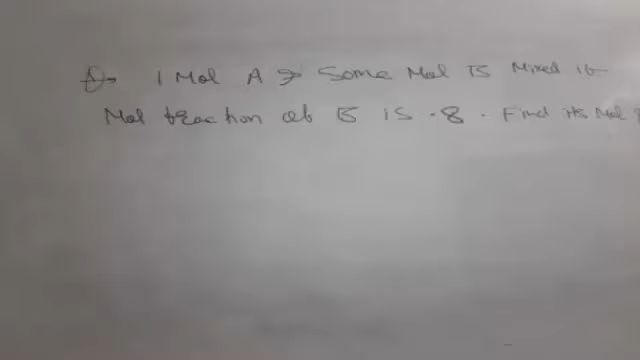 Q→ 1 Mol A & Some Mol B Mixed if
Mol fraction of B is .8 . Find its Mol